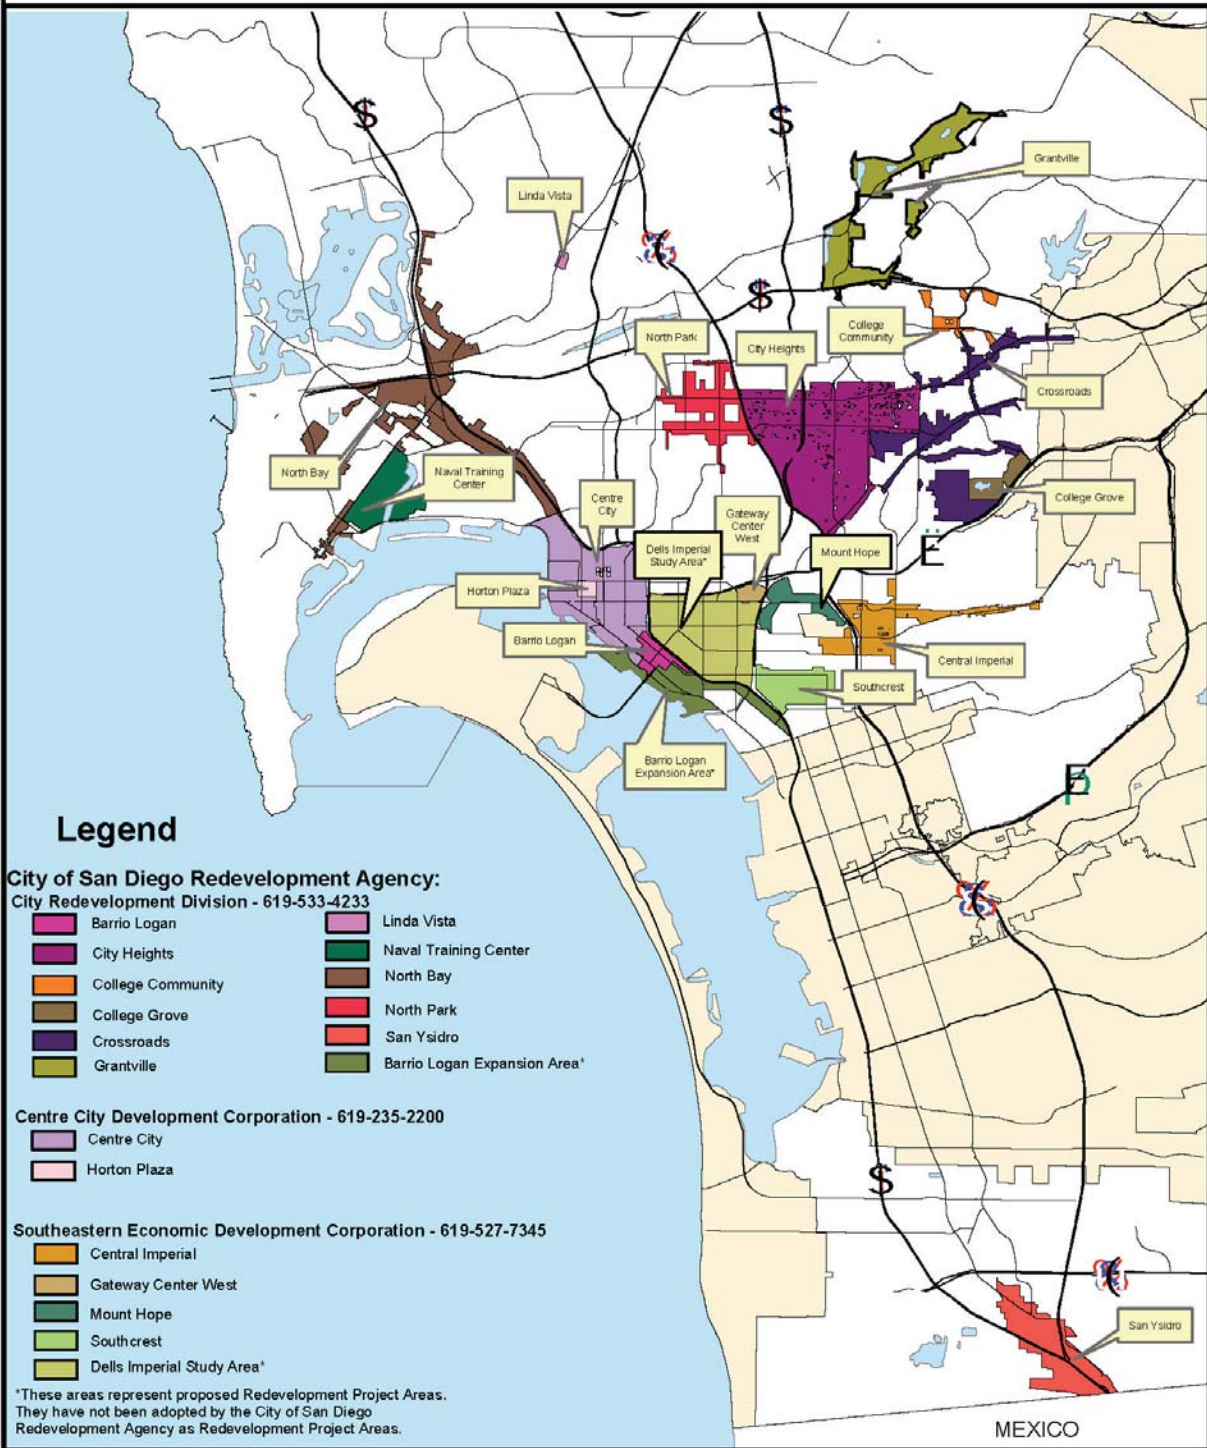 Grantville
Linda Vista
North Park
City Heights
College
Community
Crossroads
North Bay
Naval Training
Center
Centre
City
Gateway
Center
West
College Grove
Dells Imperial
Study Area*
Mount Hope
Horton Plaza
Barrio Logan
Central Imperial
Southcrest
Barrio Logan
Expansion Area*
San Ysidro
MEXICO
Legend
City of San Diego Redevelopment Agency:
City Redevelopment Division - 619-533-4233
Barrio Logan
City Heights
College Community
College Grove
Crossroads
Grantville
Linda Vista
Naval Training Center
North Bay
North Park
San Ysidro
Barrio Logan Expansion Area*
Centre City Development Corporation - 619-235-2200
Centre City
Horton Plaza
Southeastern Economic Development Corporation - 619-527-7345
Central Imperial
Gateway Center West
Mount Hope
Southcrest
Dells Imperial Study Area*
*These areas represent proposed Redevelopment Project Areas.
They have not been adopted by the City of San Diego
Redevelopment Agency as Redevelopment Project Areas.